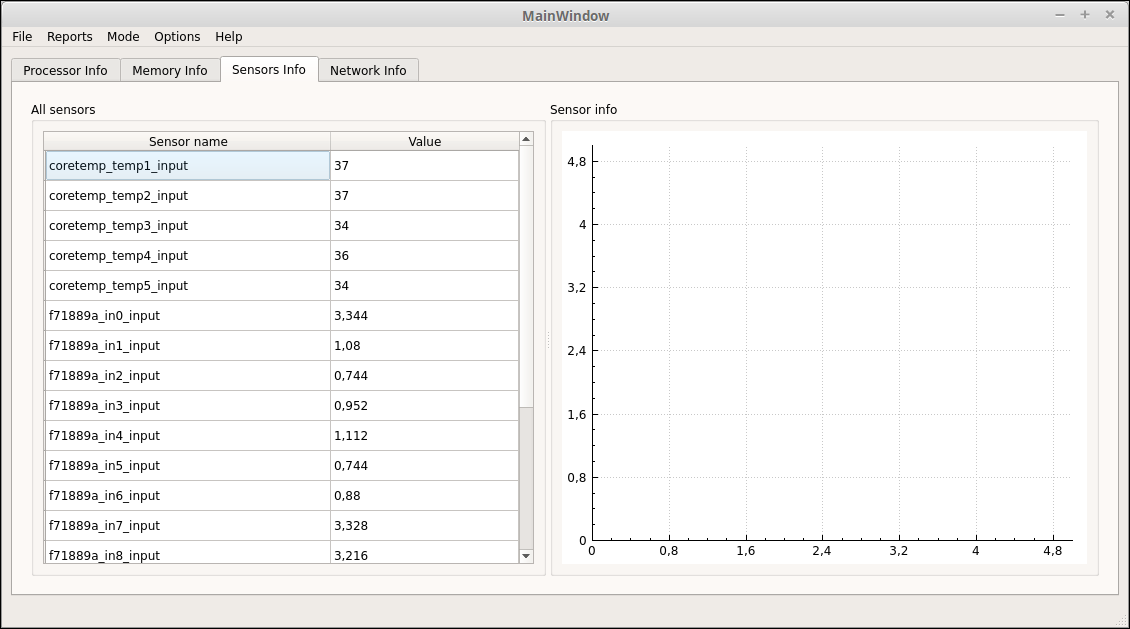 MainWindow
File Reports Mode Options Help
Processor Info Memory Info Sensors Info Network Info
All sensors
Sensor name Value
coretemp_temp1_input 37
coretemp_temp2_input 37
coretemp_temp3_input 34
coretemp_temp4_input 36
coretemp_temp5_input 34
f71889a_in0_input 3,344
f71889a_in1_input 1,08
f71889a_in2_input 0,744
f71889a_in3_input 0,952
f71889a_in4_input 1,112
f71889a_in5_input 0,744
f71889a_in6_input 0,88
f71889a_in7_input 3,328
f71889a_in8_input 3,216
Sensor info
4,8
4
3,2
2,4
1,6
0,8
0
0 0,8 1,6 2,4 3,2 4 4,8